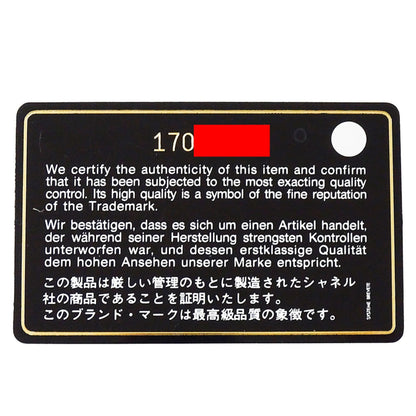 170
We certify the authenticity of this item and confirm
that it has been subjected to the most exacting quality
control. Its high quality is a symbol of the fine reputation
of the Trademark.
Wir bestätigen, dass es sich um einen Artikel handelt,
der während seiner Herstellung strengsten Kontrollen
unterworfen war, und dessen erstklassige Qualität
dem hohen Ansehen unserer Marke entspricht.
この製品は厳しい管理のもとに製造されたシャネル
社の商品であることを証明いたします。
このブランド・マークは最高級品質の象徴です。
SYSTEME BREVETE